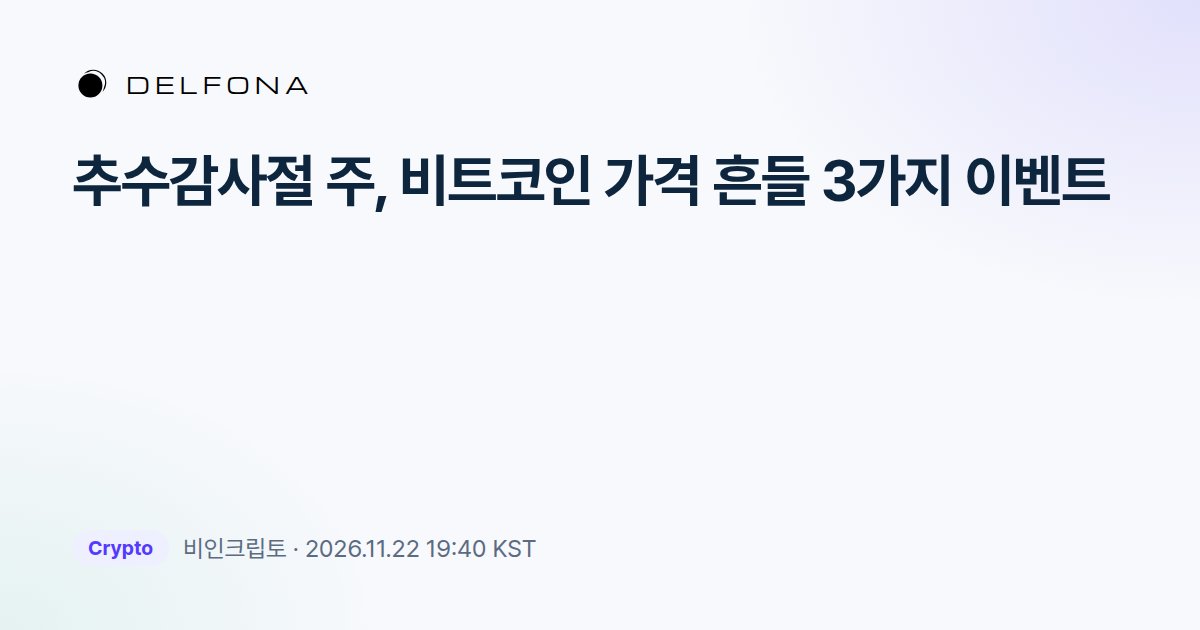 DELFONA
추수감사절 주, 비트코인 가격 흔들 3가지 이벤트
Crypto 비인크립토 · 2026.11.22 19:40 KST